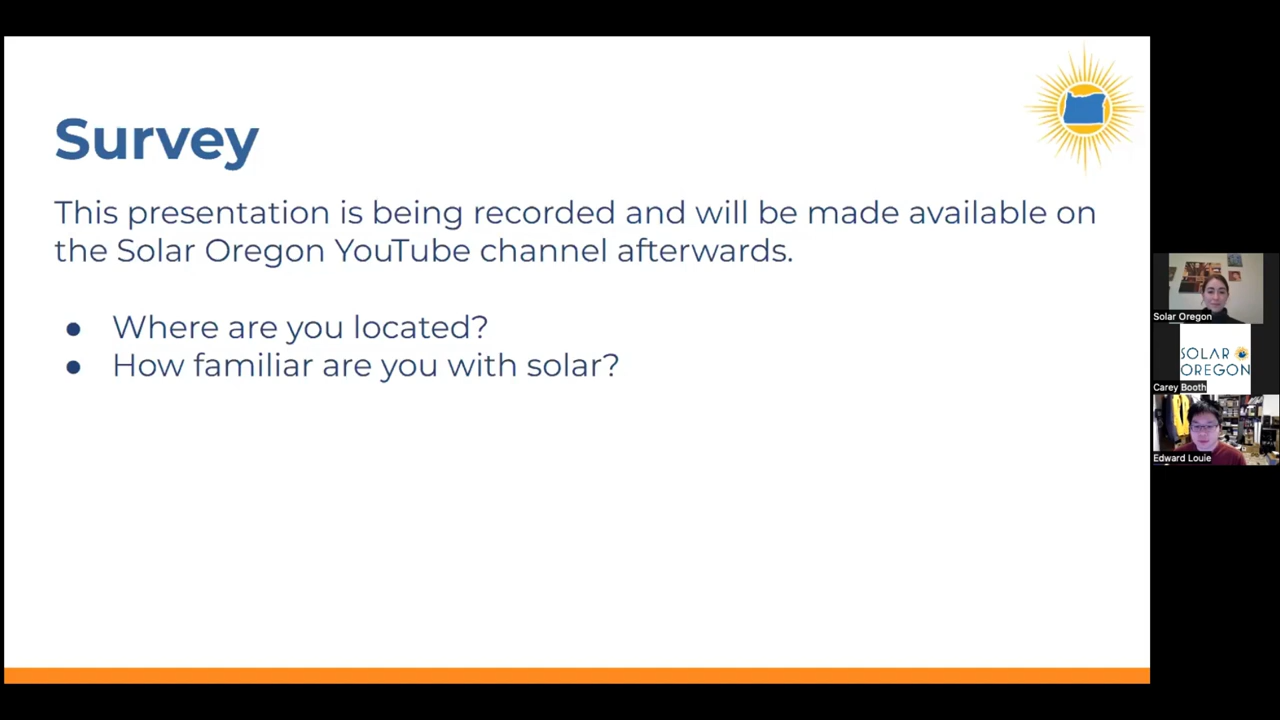 Survey
This presentation is being recorded and will be made available on
the Solar Oregon YouTube channel afterwards.
● Where are you located?
● How familiar are you with solar?
Solar Oregon
SOLAR
OREGON
Carey Booth
Edward Louie